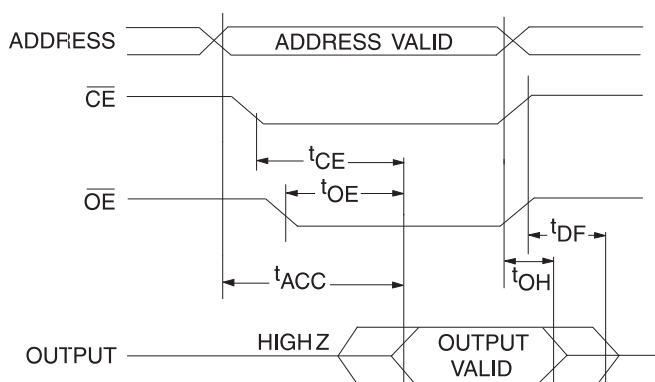 ADDRESS
ADDRESS VALID
CE
tCE
tOE
OE
tDF
tACC
tOH
OUTPUT
HIGH Z
OUTPUT
VALID